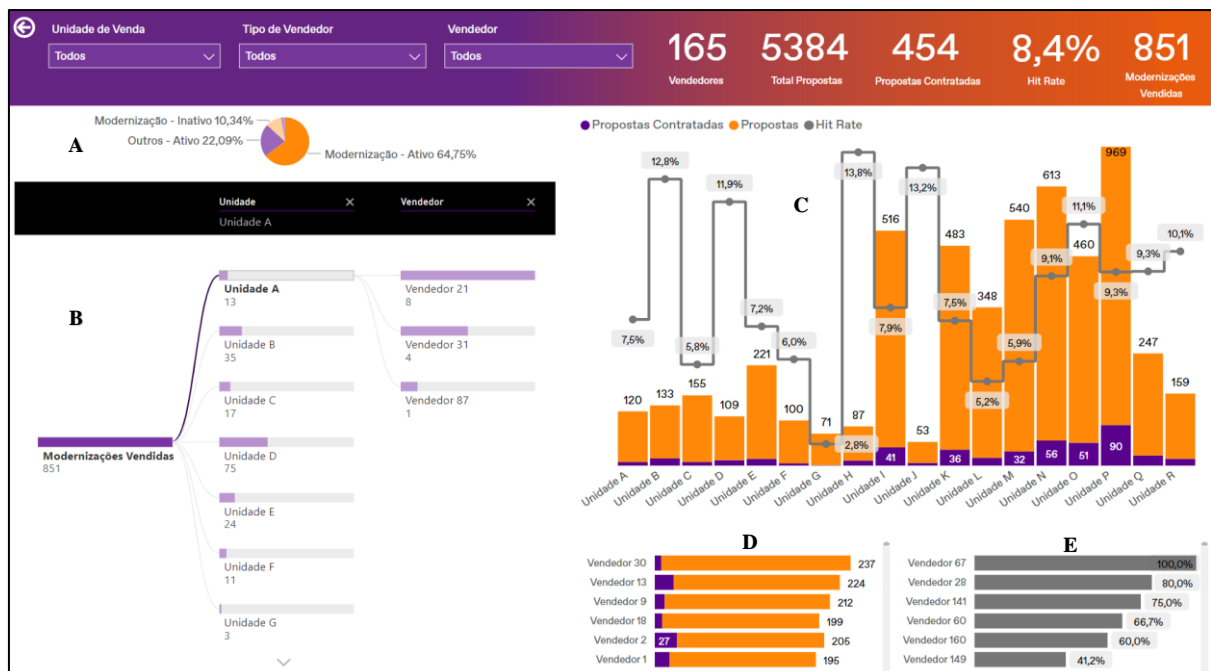 Unidade de Venda
Todos
Tipo de Vendedor
Todos
Vendedor
Todos
165
Vendedores
5384
Total Propostas
454
Propostas Contratadas
8,4%
Hit Rate
851
Modernizações
Vendidas
A
Modernização - Inativo 10,34%
Outros - Ativo 22,09%
Modernização - Ativo 64,75%
Unidade
Unidade A
Vendedor
B
Modernizações Vendidas
851
Unidade A
13
Unidade B
35
Unidade C
17
Unidade D
75
Unidade E
24
Unidade F
11
Unidade G
3
Vendedor 21
8
Vendedor 31
4
Vendedor 87
1
Propostas Contratadas Propostas Hit Rate
C
7,5%
12,8%
5,8%
11,9%
7,2%
6,0%
2,8%
13,8%
7,9%
13,2%
7,5%
5,2%
5,9%
9,1%
11,1%
9,3%
9,3%
10,1%
120
133
155
109
221
100
71
87
516
53
483
348
540
613
460
969
247
159
41
36
32
56
51
90
Unidade A
Unidade B
Unidade C
Unidade D
Unidade E
Unidade F
Unidade G
Unidade H
Unidade I
Unidade J
Unidade K
Unidade L
Unidade M
Unidade N
Unidade O
Unidade P
Unidade Q
Unidade R
D
Vendedor 30 237
Vendedor 13 224
Vendedor 9 212
Vendedor 18 199
Vendedor 2 27 205
Vendedor 1 195
E
Vendedor 67 100,0%
Vendedor 28 80,0%
Vendedor 141 75,0%
Vendedor 60 66,7%
Vendedor 160 60,0%
Vendedor 149 41,2%